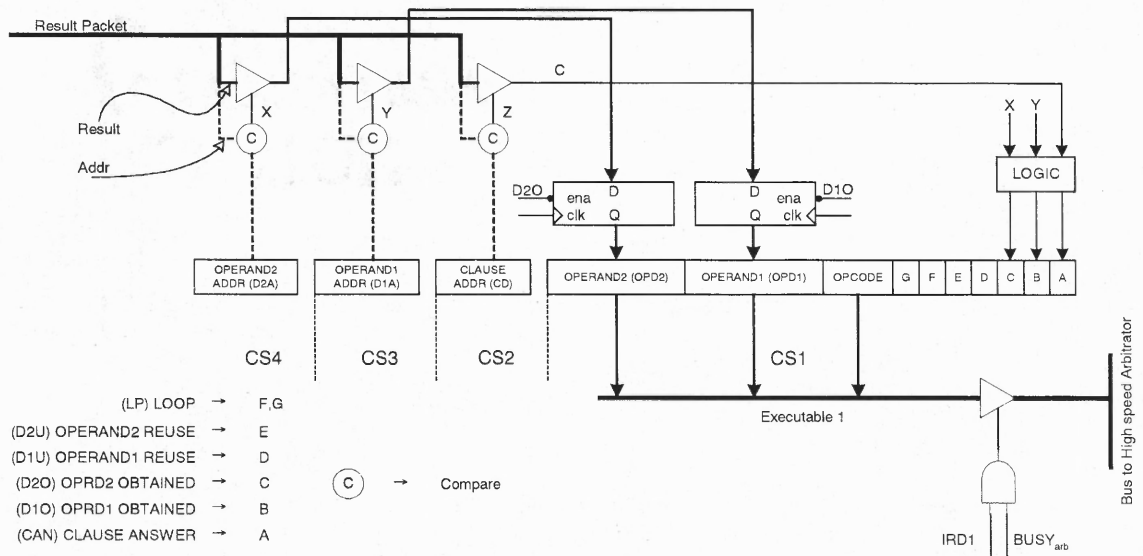 Result Packet
C
X
Y
Z
X Y
Result
C
C
C
Addr
LOGIC
D2O
D
ena
clk
Q
D
D1O
ena
Q
clk
OPERAND2
ADDR (D2A)
OPERAND1
ADDR (D1A)
CLAUSE
ADDR (CD)
OPERAND2 (OPD2)
OPERAND1 (OPD1)
OPCODE
G
F
E
D
C
B
A
CS4
CS3
CS2
CS1
Bus to High speed Arbitrator
Executable 1
(LP) LOOP → F,G
(D2U) OPERAND2 REUSE → E
(D1U) OPERAND1 REUSE → D
(D2O) OPRD2 OBTAINED → C
(D1O) OPRD1 OBTAINED → B
(CAN) CLAUSE ANSWER → A
C → Compare
IRD1
BUSYarb